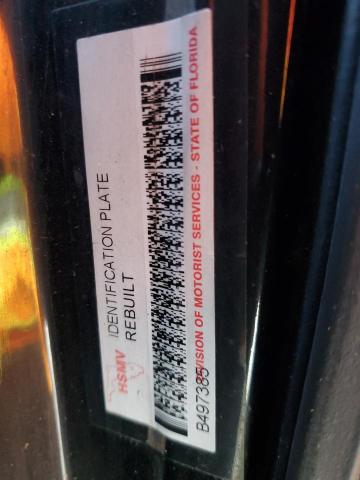 HSMV
IDENTIFICATION PLATE
REBUILT
B497385
DIVISION OF MOTORIST SERVICES - STATE OF FLORIDA